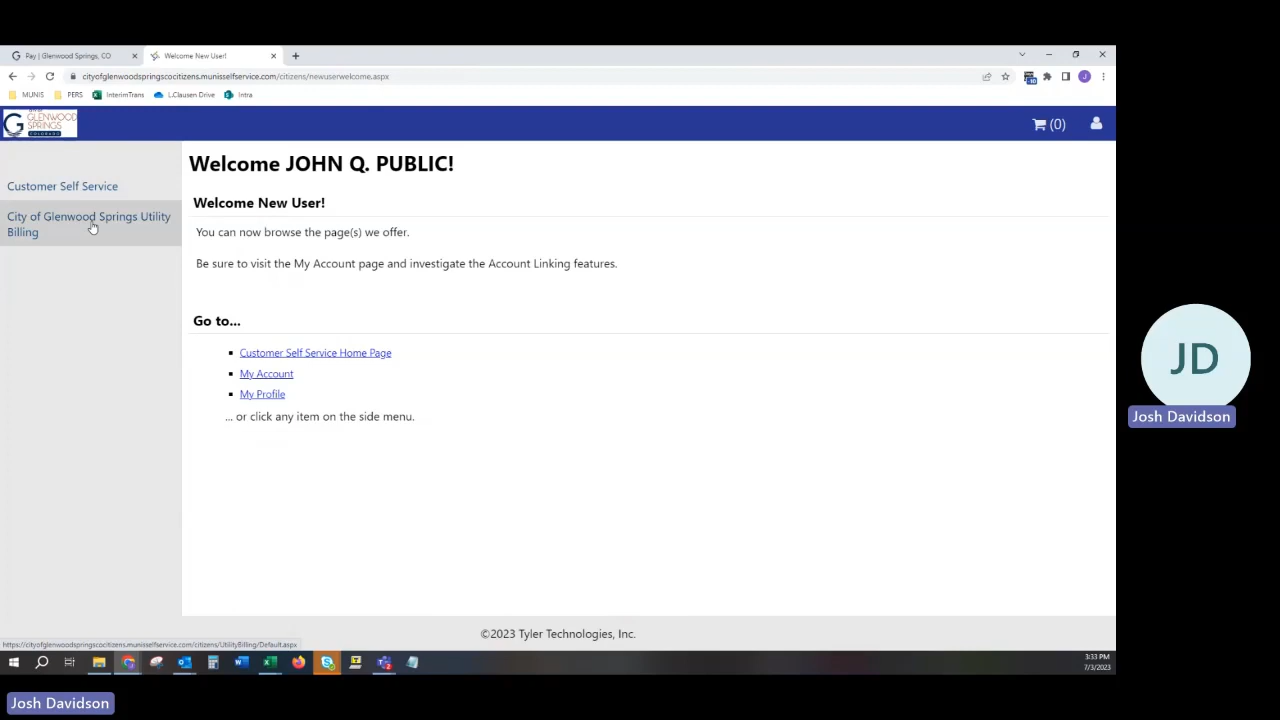 Pay | Glenwood Springs, CO
Welcome New User!
cityofglenwoodspringscocitizens.munisselfservice.com/citizens/newuserwelcome.aspx
MUNIS PERS InterimTrans L.Clausen Drive Intra
GLENWOOD
SPRINGS
COLORADO
(0)
Customer Self Service
City of Glenwood Springs Utility
Billing
Welcome JOHN Q. PUBLIC!
Welcome New User!
You can now browse the page(s) we offer.
Be sure to visit the My Account page and investigate the Account Linking features.
Go to...
Customer Self Service Home Page
My Account
My Profile
... or click any item on the side menu.
©2023 Tyler Technologies, Inc.
https://cityofglenwoodspringscocitizens.munisselfservice.com/citizens/UtilityBilling/Default.aspx
3:33 PM
7/3/2023
JD
Josh Davidson
Josh Davidson